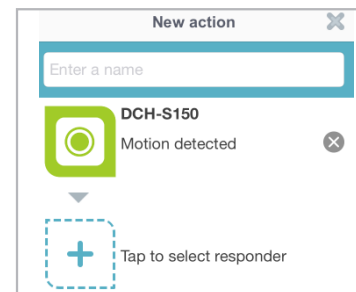 New action
Enter a name
DCH-S150
Motion detected
Tap to select responder